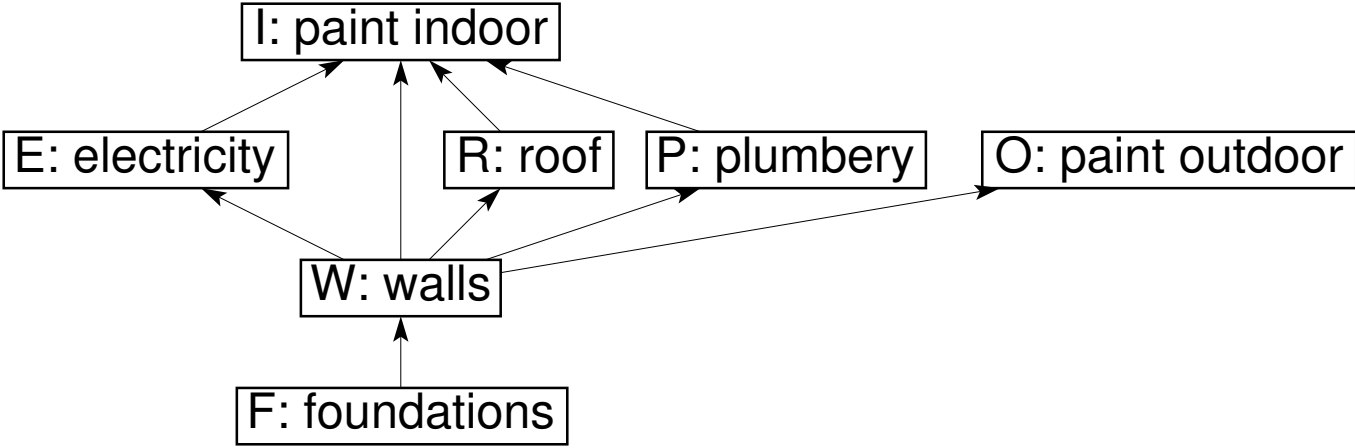 I: paint indoor
E: electricity
R: roof
P: plumbery
O: paint outdoor
W: walls
F: foundations